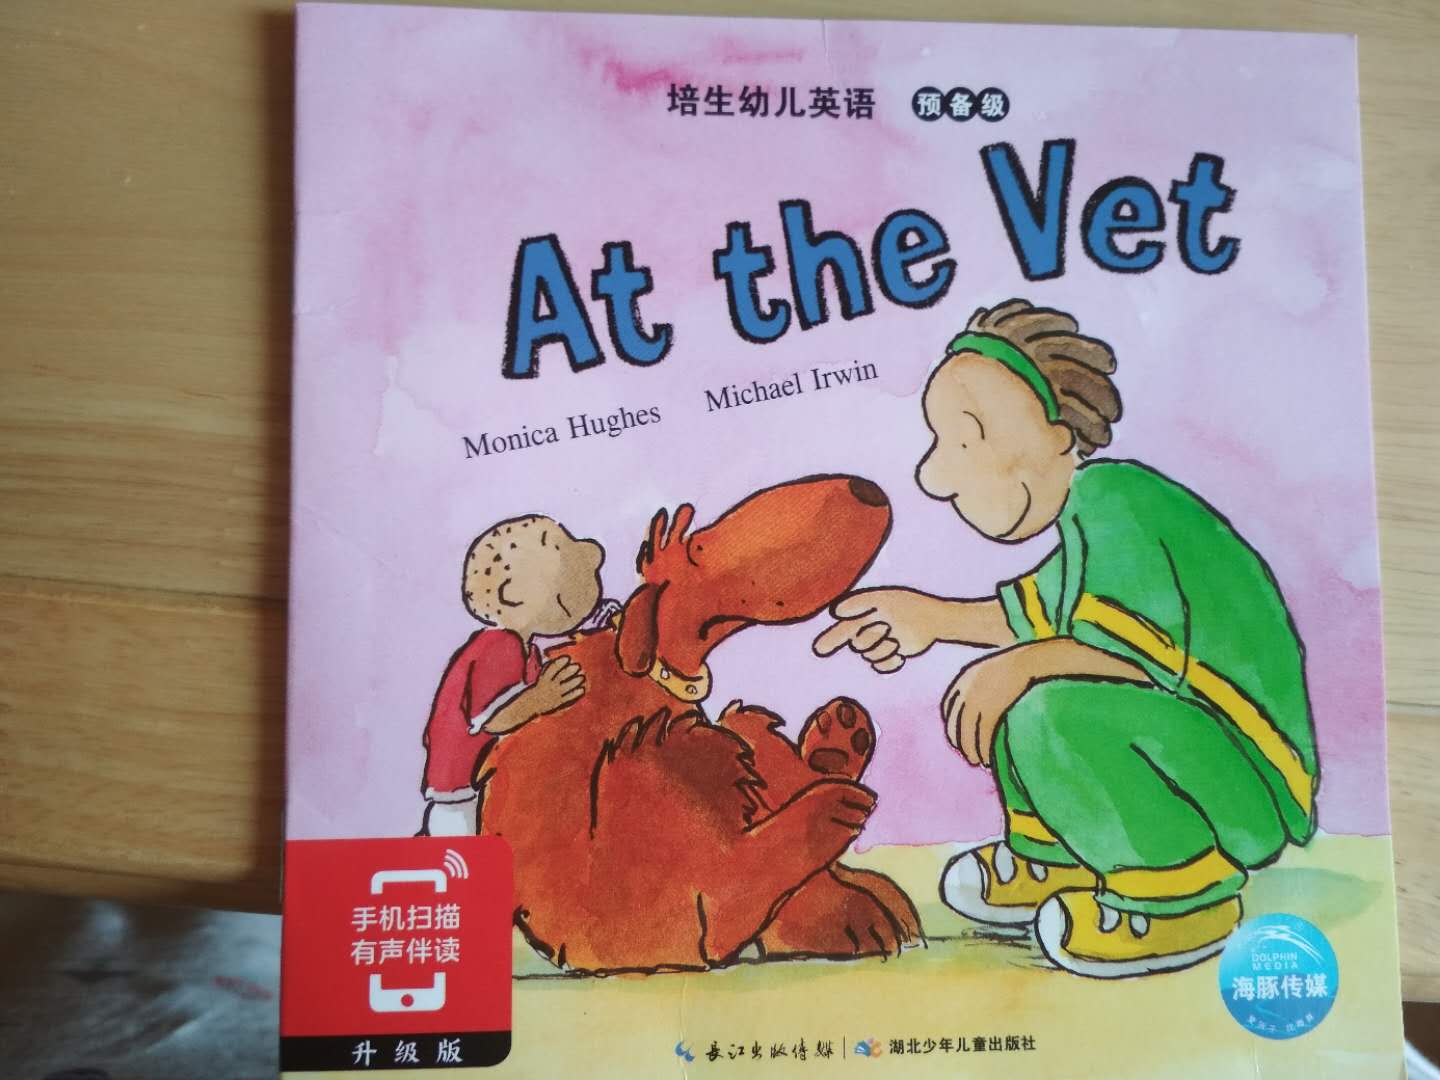 培生幼儿英语 预备级
At the Vet
Monica Hughes Michael Irwin
手机扫描
有声伴读
升级版
DOLPHIN
MEDIA
海豚传媒
长江出版传媒 湖北少年儿童出版社